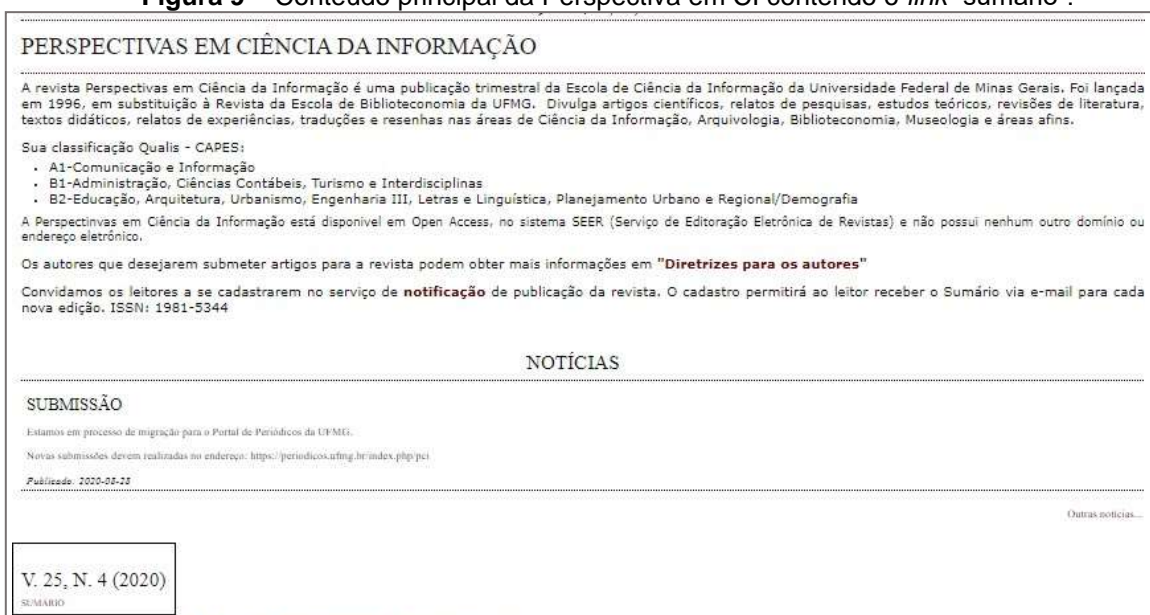 Figura 9 – Conteúdo principal da Perspectiva em CI contendo o link "sumário".
PERSPECTIVAS EM CIÊNCIA DA INFORMAÇÃO
A revista Perspectivas em Ciência da Informação é uma publicação trimestral da Escola de Ciência da Informação da Universidade Federal de Minas Gerais. Foi lançada
em 1996, em substituição à Revista da Escola de Biblioteconomia da UFMG. Divulga artigos científicos, relatos de pesquisas, estudos teóricos, revisões de literatura,
textos didáticos, relatos de experiências, traduções e resenhas nas áreas de Ciência da Informação, Arquivologia, Biblioteconomia, Museologia e áreas afins.
Sua classificação Qualis - CAPES:
• A1-Comunicação e Informação
• B1-Administração, Ciências Contábeis, Turismo e Interdisciplinas
• B2-Educação, Arquitetura, Urbanismo, Engenharia III, Letras e Linguística, Planejamento Urbano e Regional/Demografia
A Perspectinvas em Ciência da Informação está disponivel em Open Access, no sistema SEER (Serviço de Editoração Eletrônica de Revistas) e não possui nenhum outro domínio ou
endereço eletrônico.
Os autores que desejarem submeter artigos para a revista podem obter mais informações em "Diretrizes para os autores"
Convidamos os leitores a se cadastrarem no serviço de notificação de publicação da revista. O cadastro permitirá ao leitor receber o Sumário via e-mail para cada
nova edição. ISSN: 1981-5344
NOTÍCIAS
SUBMISSÃO
Estamos em processo de migração para o Portal de Periódicos da UFMG.
Novas submissões devem realizadas no endereço: https://periodicos.ufmg.br/index.php/pci
Publicado: 2020-08-28
Outras notícias...
V. 25, N. 4 (2020)
SUMÁRIO